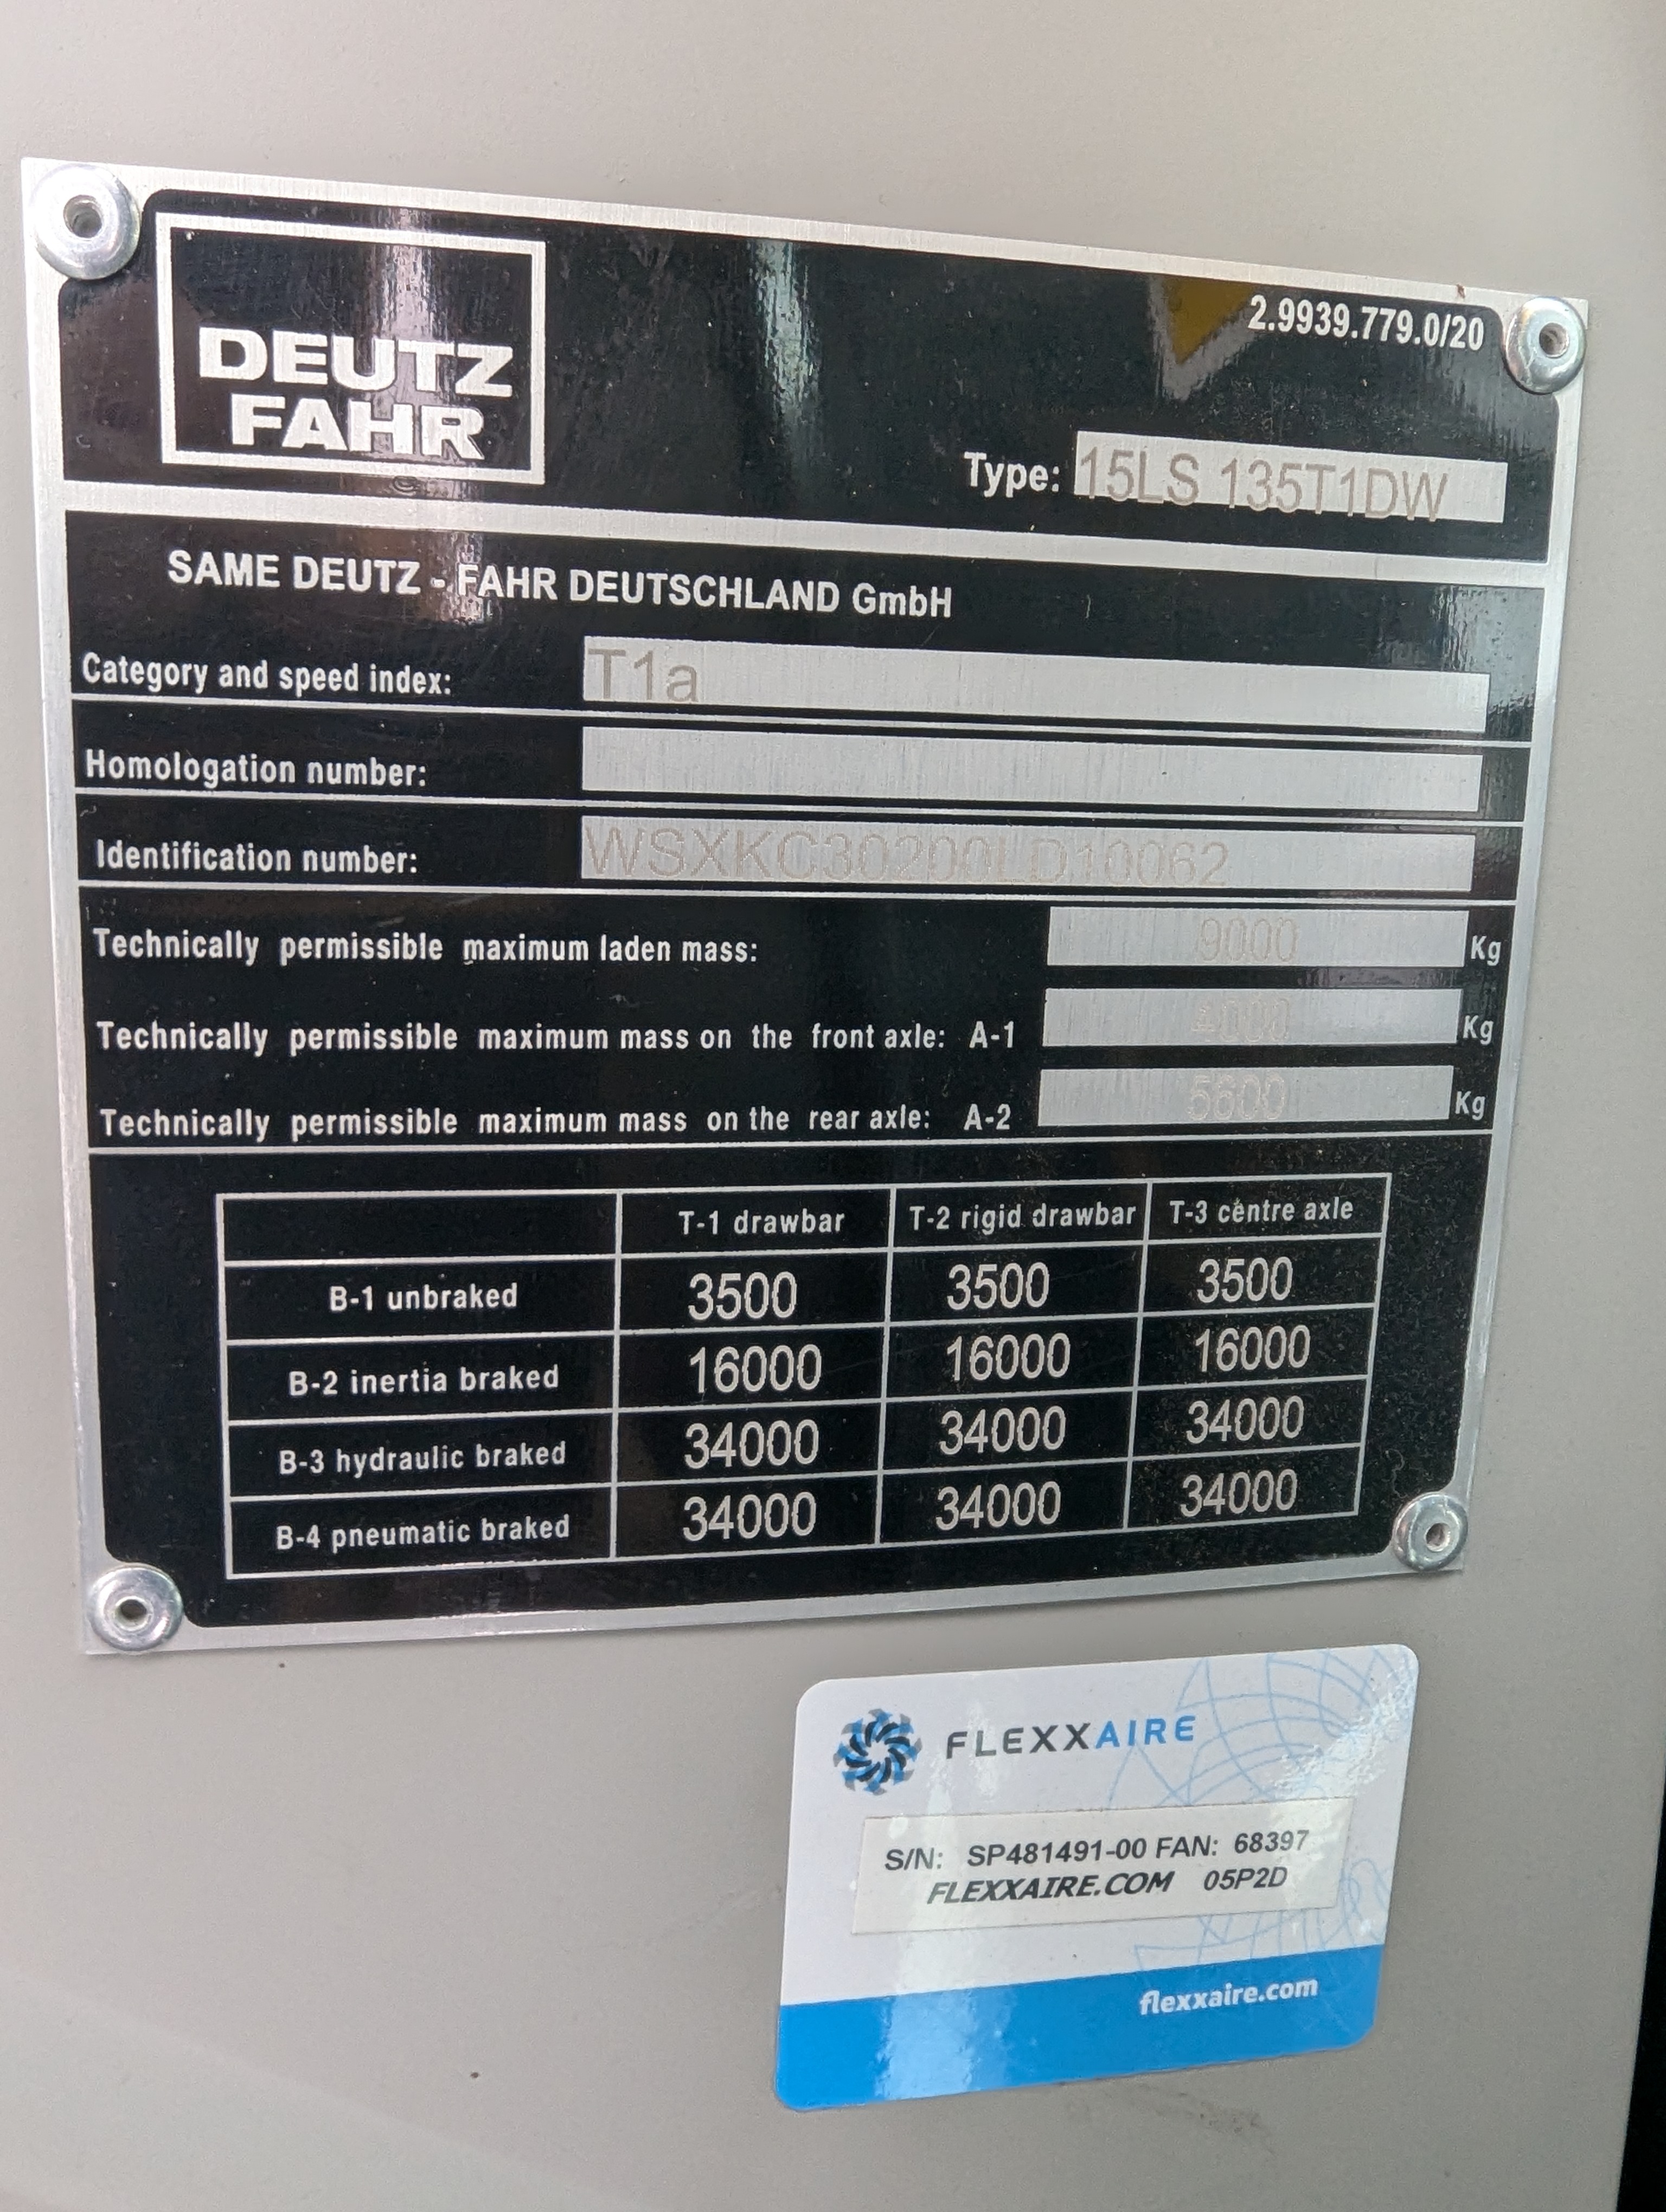 DEUTZ
FAHR
2.9939.779.0/20
Type: 15LS 135T1DW
SAME DEUTZ - FAHR DEUTSCHLAND GmbH
Category and speed index: T1a
Homologation number:
Identification number: WSXKC30200LD10062
Technically permissible maximum laden mass: 9000 Kg
Technically permissible maximum mass on the front axle: A-1 Kg
Technically permissible maximum mass on the rear axle: A-2 5600 Kg
T-1 drawbar T-2 rigid drawbar T-3 centre axle
B-1 unbraked 3500 3500 3500
B-2 inertia braked 16000 16000 16000
B-3 hydraulic braked 34000 34000 34000
B-4 pneumatic braked 34000 34000 34000
FLEXXAIRE
S/N: SP481491-00 FAN: 68397
FLEXXAIRE.COM 05P2D
flexxaire.com